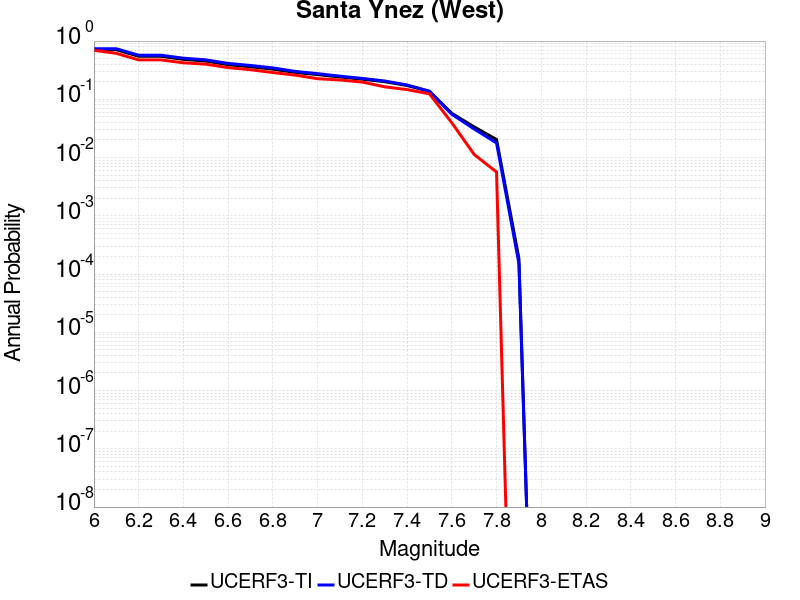 Santa Ynez (West)
10^0
10^-1
10^-2
10^-3
10^-4
10^-5
10^-6
10^-7
10^-8
Annual Probability
6 6.2 6.4 6.6 6.8 7 7.2 7.4 7.6 7.8 8 8.2 8.4 8.6 8.8 9
Magnitude
UCERF3-TI UCERF3-TD UCERF3-ETAS